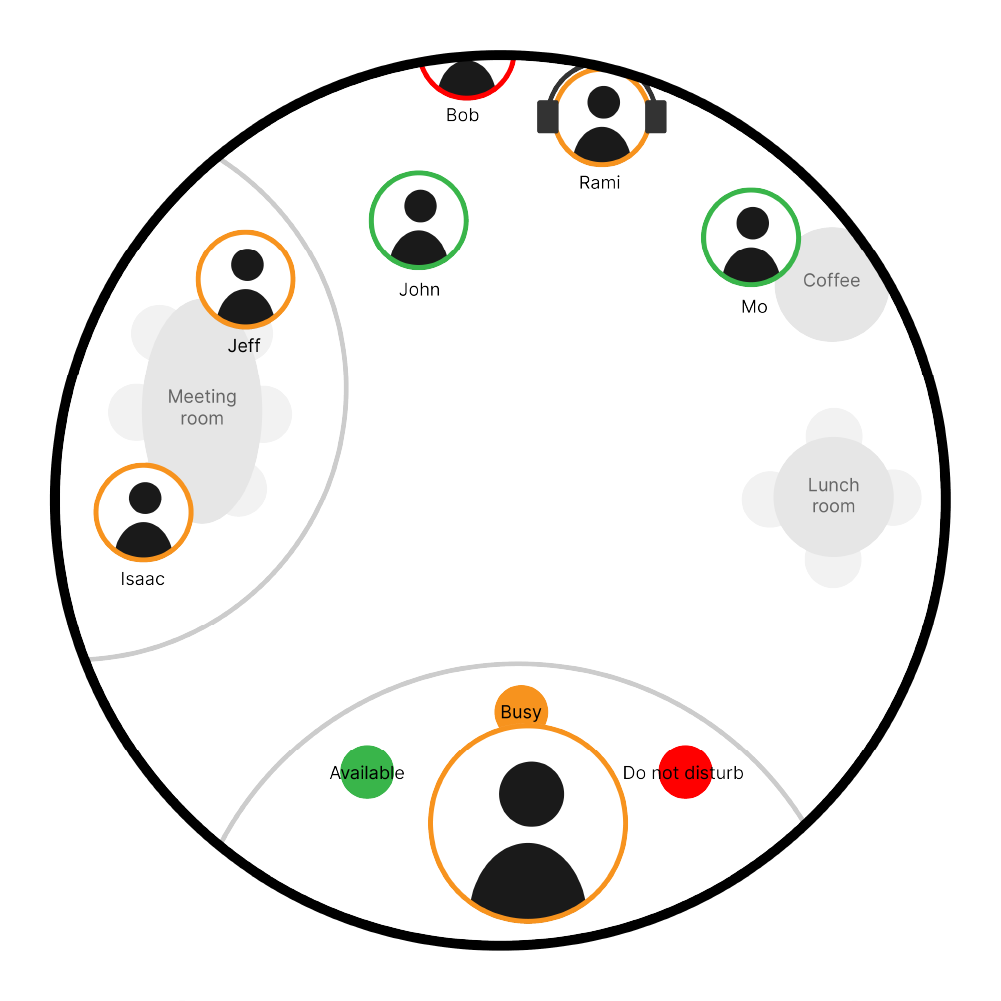 Bob
Rami
John
Mo
Coffee
Jeff
Meeting
room
Lunch
room
Isaac
Busy
Available
Do not disturb